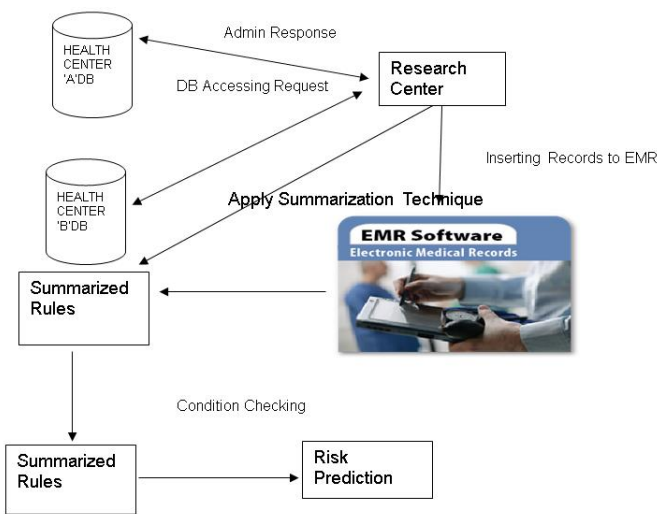 Admin Response
HEALTH
CENTER
'A'DB
Research
Center
DB Accessing Request
Inserting Records to EMR
HEALTH
CENTER
'B'DB
Apply Summarization Technique
EMR Software
Electronic Medical Records
Summarized
Rules
Condition Checking
Summarized
Rules
Risk
Prediction